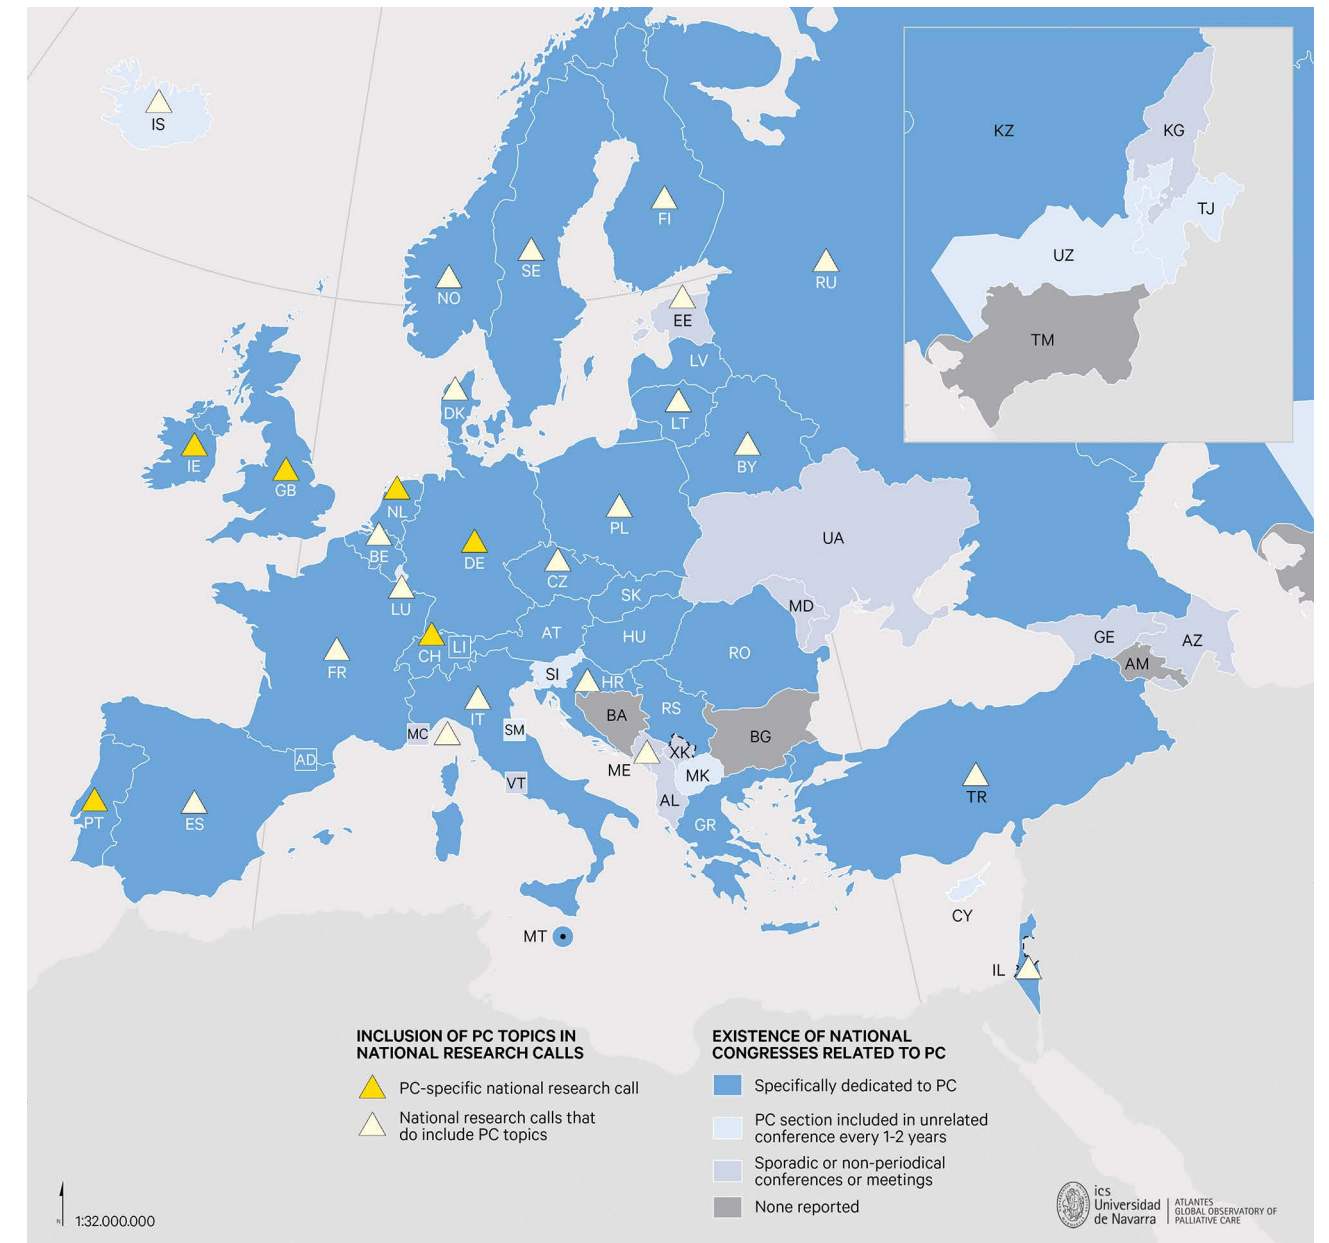 IS
KZ
KG
TJ
UZ
TM
FI
SE
RU
NO
EE
LV
DK
LT
IE
GB
BY
NL
PL
BE
DE
CZ
UA
LU
SK
MD
AT
HU
CH
LI
GE
AZ
RO
FR
AM
SI
HR
IT
RS
BA
MC
SM
BG
XK
ME
MK
AD
VT
AL
TR
PT
ES
GR
CY
MT
IL
INCLUSION OF PC TOPICS IN
NATIONAL RESEARCH CALLS
PC-specific national research call
National research calls that
do include PC topics
EXISTENCE OF NATIONAL
CONGRESSES RELATED TO PC
Specifically dedicated to PC
PC section included in unrelated
conference every 1-2 years
Sporadic or non-periodical
conferences or meetings
None reported
N
1:32.000.000
ics
Universidad
de Navarra
ATLANTES
GLOBAL OBSERVATORY OF
PALLIATIVE CARE